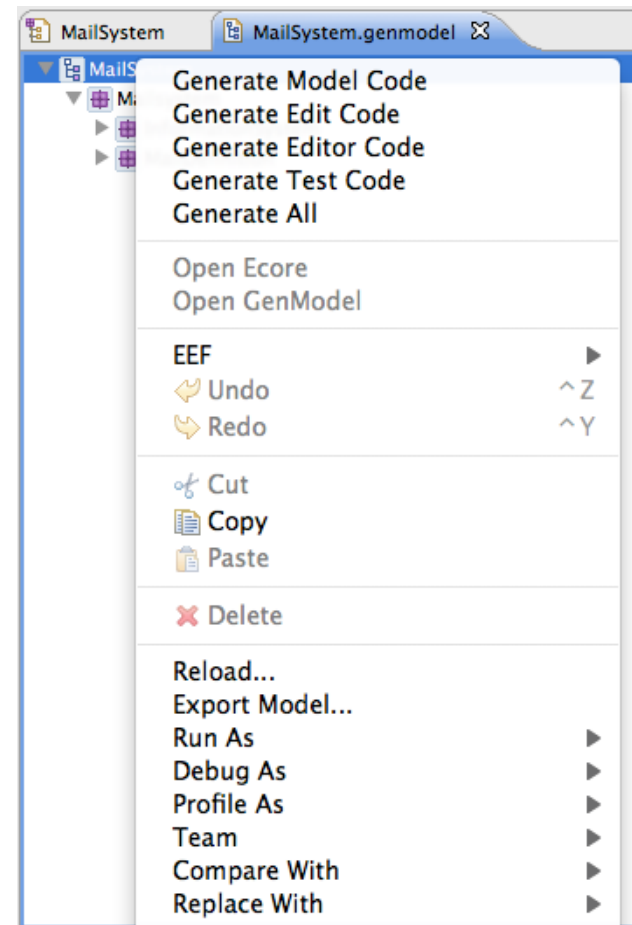 MailSystem
MailSystem.genmodel
MailS
Generate Model Code
Generate Edit Code
Generate Editor Code
Generate Test Code
Generate All
Open Ecore
Open GenModel
EEF
Undo ^Z
Redo ^Y
Cut
Copy
Paste
Delete
Reload...
Export Model...
Run As
Debug As
Profile As
Team
Compare With
Replace With